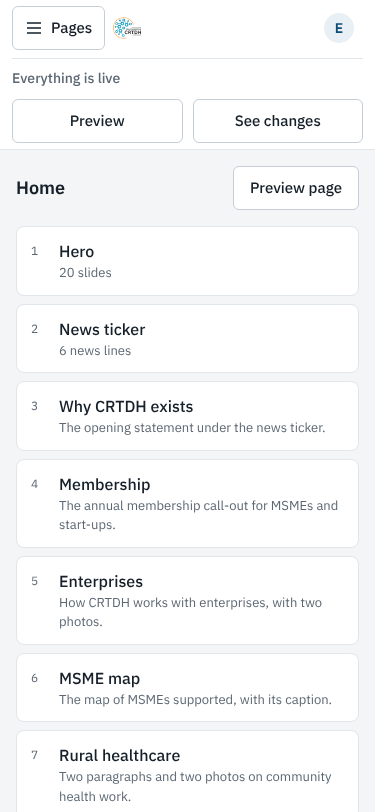 Pages
CRTDH
E
Everything is live
Preview
See changes
Home
Preview page
1
Hero
20 slides
2
News ticker
6 news lines
3
Why CRTDH exists
The opening statement under the news ticker.
4
Membership
The annual membership call-out for MSMEs and
start-ups.
5
Enterprises
How CRTDH works with enterprises, with two
photos.
6
MSME map
The map of MSMEs supported, with its caption.
7
Rural healthcare
Two paragraphs and two photos on community
health work.